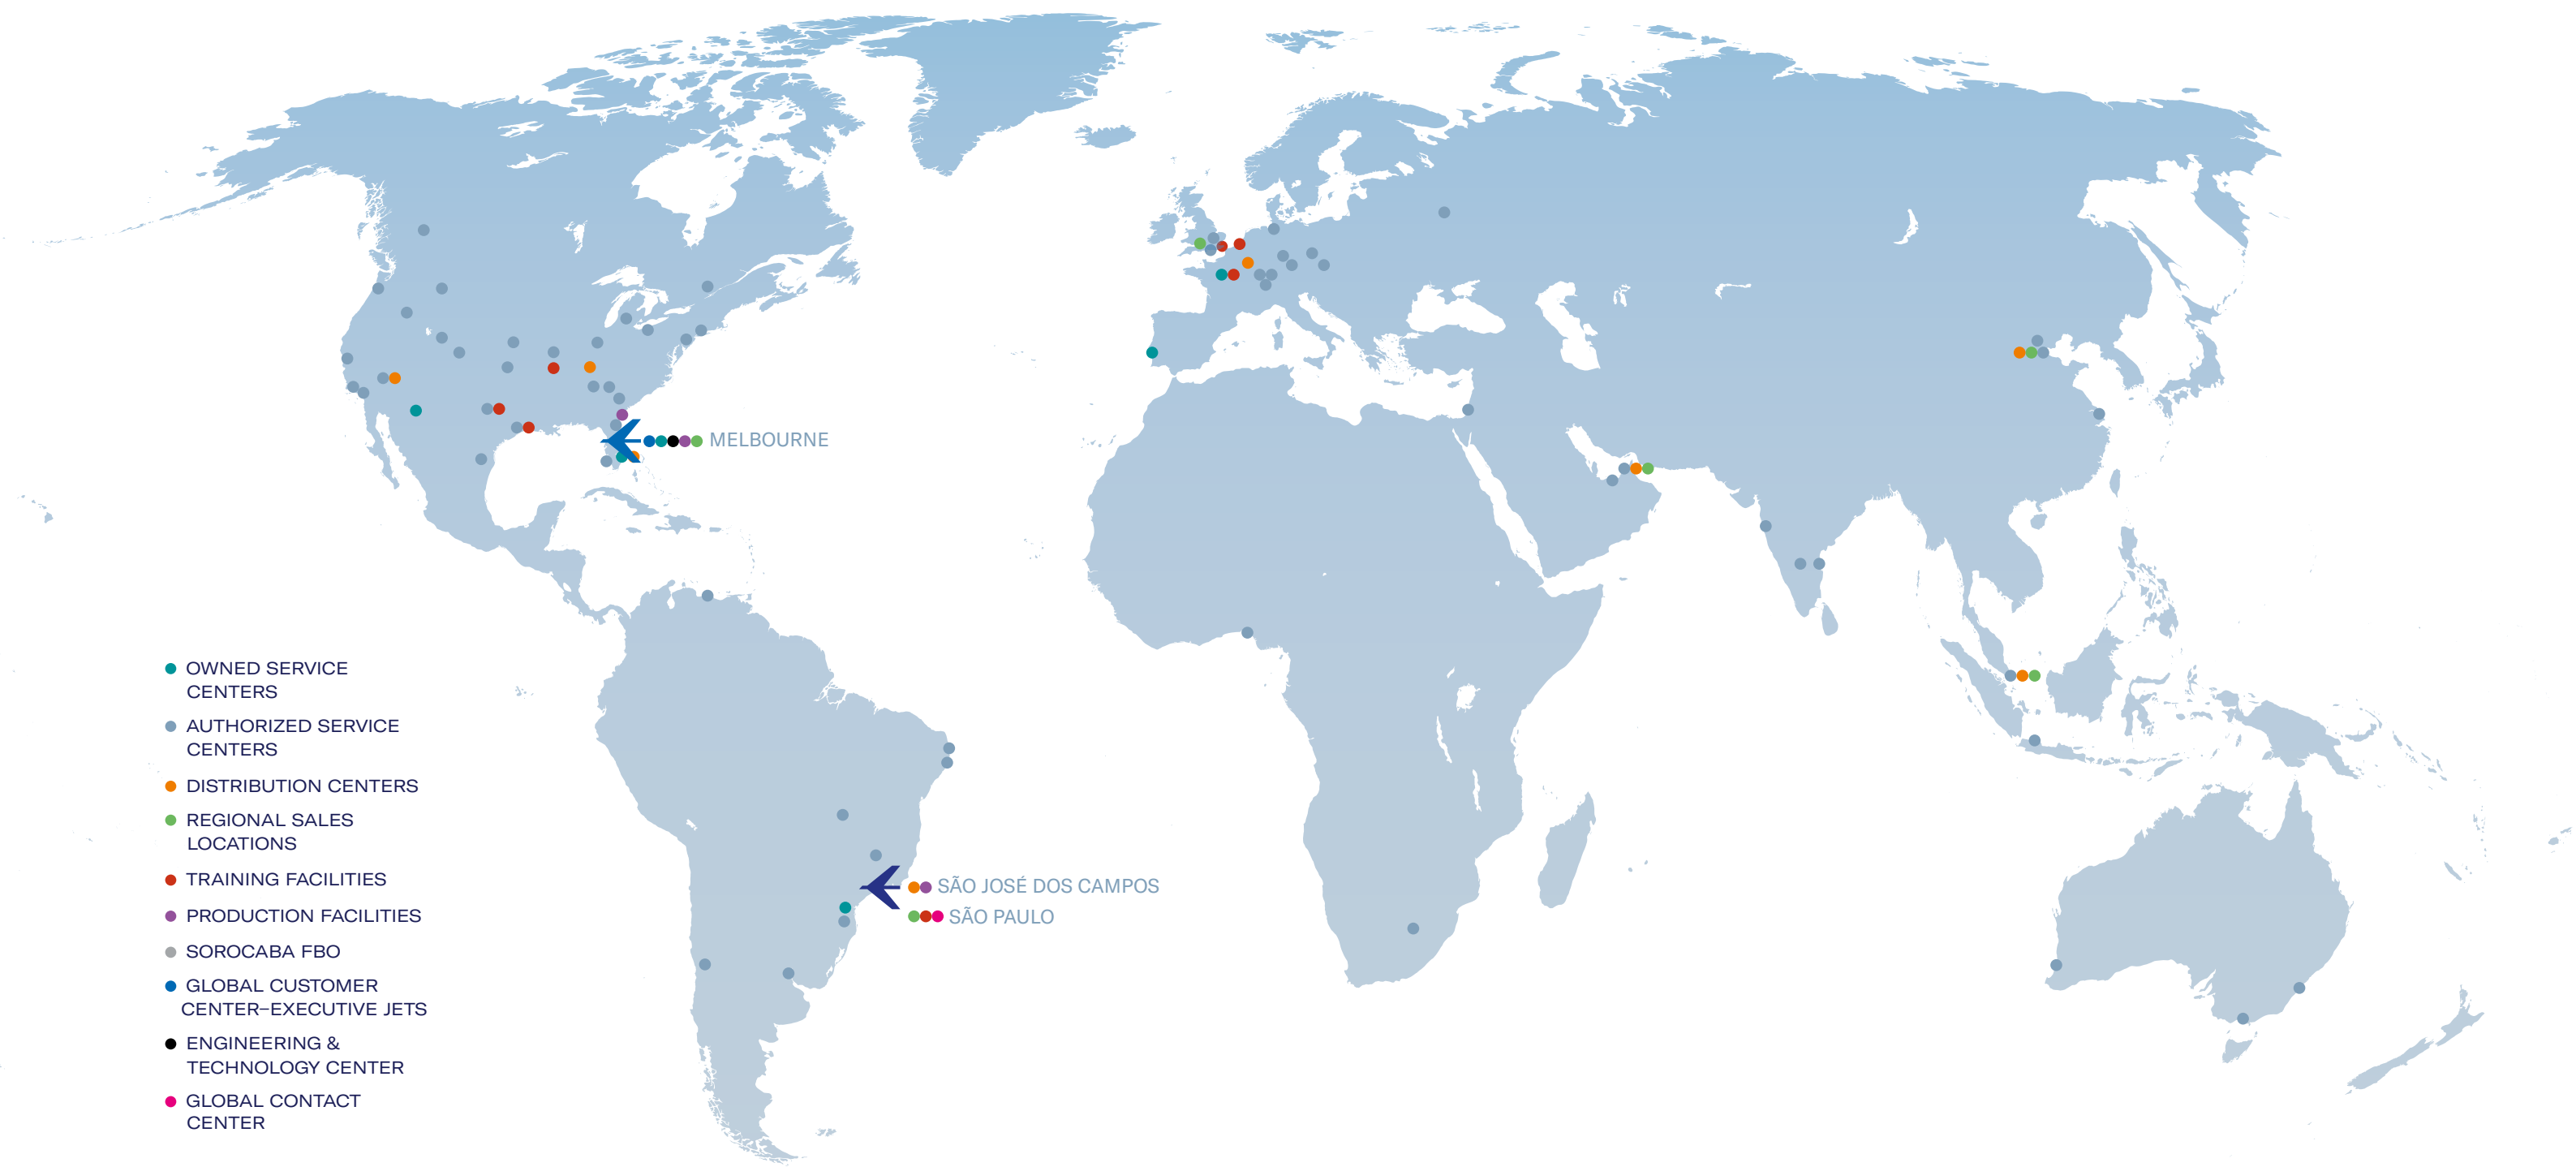 MELBOURNE
OWNED SERVICE
CENTERS
AUTHORIZED SERVICE
CENTERS
DISTRIBUTION CENTERS
REGIONAL SALES
LOCATIONS
TRAINING FACILITIES
PRODUCTION FACILITIES
SOROCABA FBO
GLOBAL CUSTOMER
CENTER–EXECUTIVE JETS
ENGINEERING &
TECHNOLOGY CENTER
GLOBAL CONTACT
CENTER
SÃO JOSÉ DOS CAMPOS
SÃO PAULO